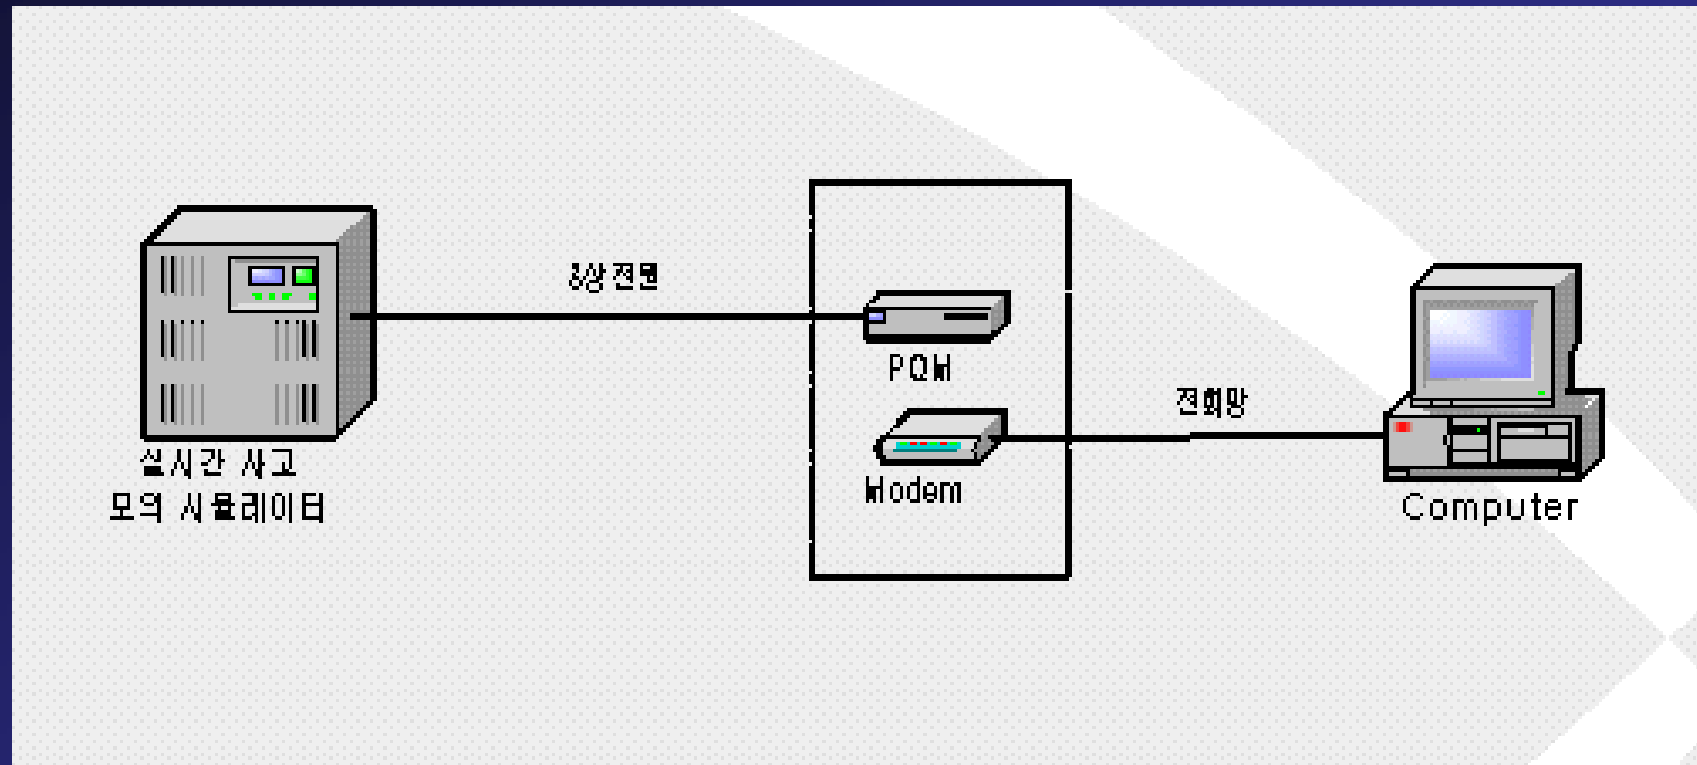 실시간 사고
모의 시뮬레이터
3상 전원
PQM
Modem
전화망
Computer